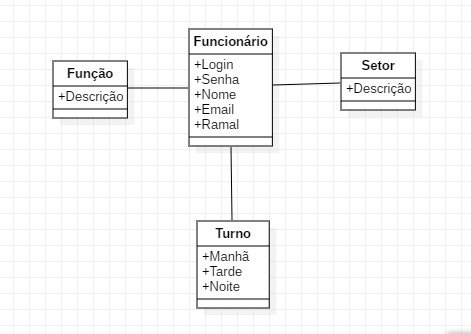 Funcionário
+Login
+Senha
+Nome
+Email
+Ramal
Função
+Descrição
Setor
+Descrição
Turno
+Manhã
+Tarde
+Noite